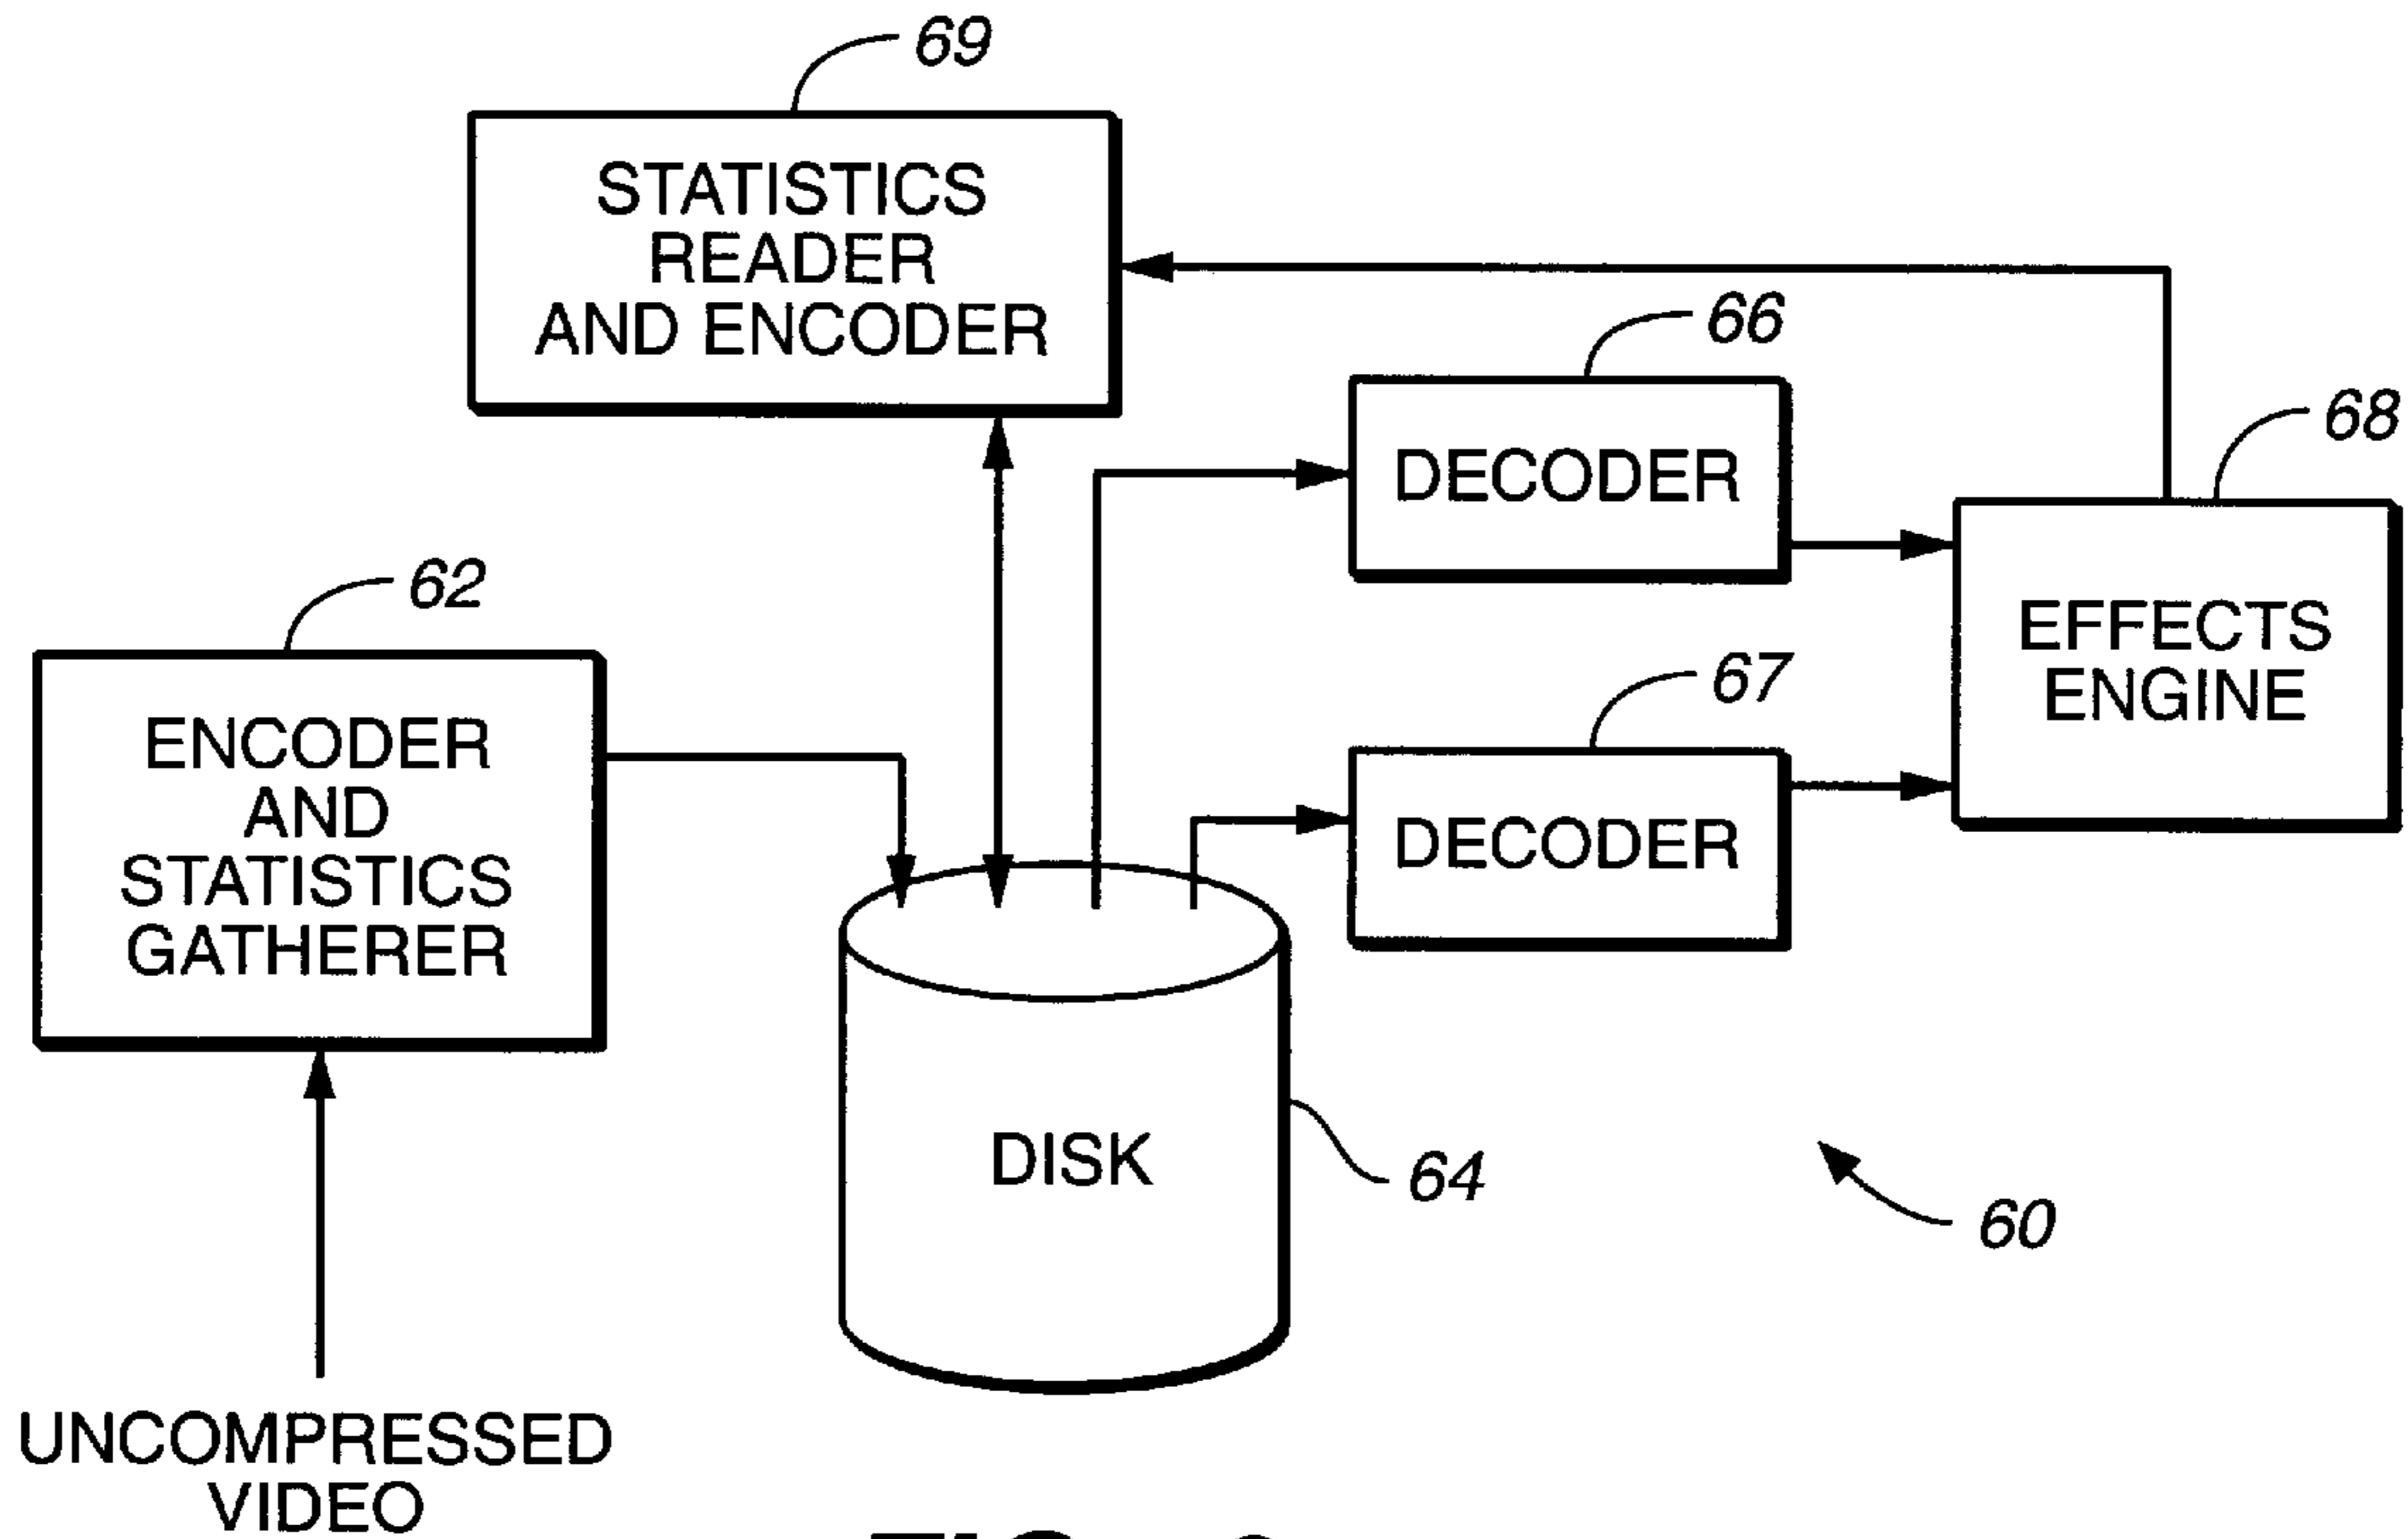 69
STATISTICS
READER
AND ENCODER
66
DECODER
68
EFFECTS
ENGINE
62
ENCODER
AND
STATISTICS
GATHERER
67
DECODER
DISK
64
60
UNCOMPRESSED
VIDEO